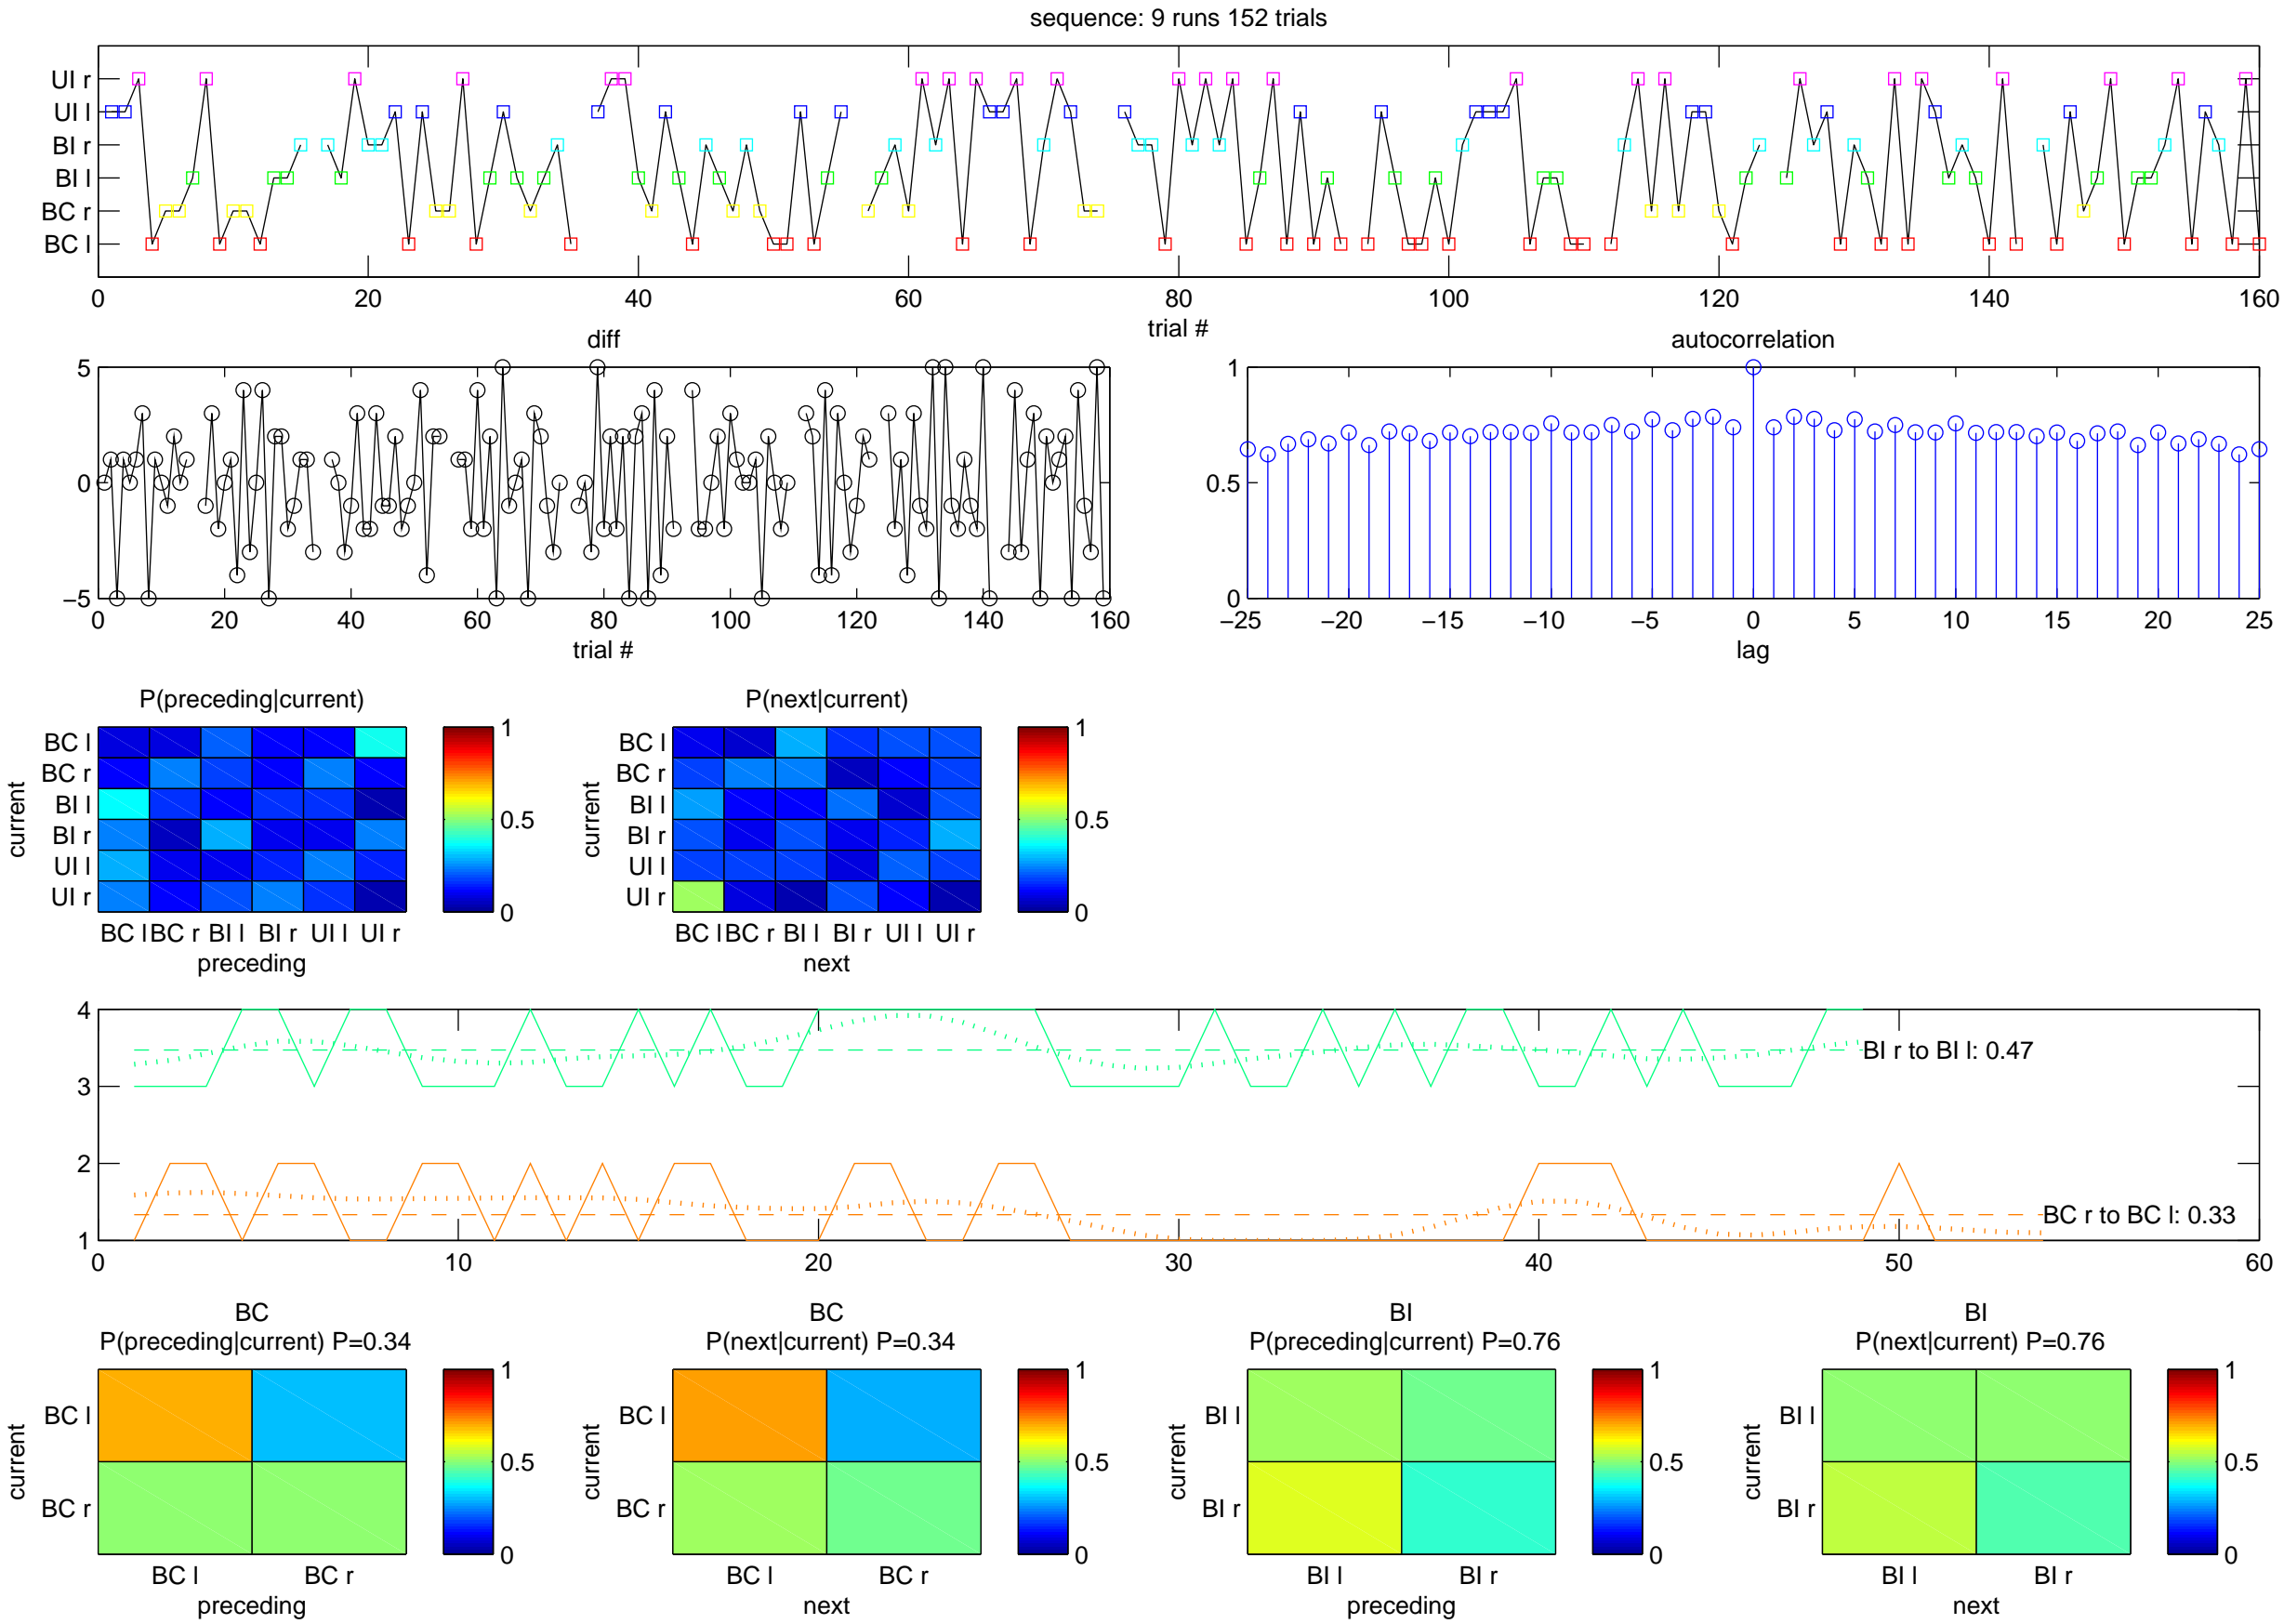 sequence: 9 runs 152 trials
UI r
UI l
BI r
BI l
BC r
BC l
0 20 40 60 80 100 120 140 160
trial #
diff
5
0
−5
0 20 40 60 80 100 120 140 160
trial #
autocorrelation
1
0.5
0
−25 −20 −15 −10 −5 0 5 10 15 20 25
lag
P(preceding|current)
current
BC l
BC r
BI l
BI r
UI l
UI r
BC l BC r BI l BI r UI l UI r
preceding
1
0.5
0
P(next|current)
current
BC l
BC r
BI l
BI r
UI l
UI r
BC l BC r BI l BI r UI l UI r
next
1
0.5
0
4
3
2
1
BI r to BI l: 0.47
BC r to BC l: 0.33
0 10 20 30 40 50 60
BC
P(preceding|current) P=0.34
current
BC l
BC r
BC l BC r
preceding
1
0.5
0
BC
P(next|current) P=0.34
current
BC l
BC r
BC l BC r
next
1
0.5
0
BI
P(preceding|current) P=0.76
current
BI l
BI r
BI l BI r
preceding
1
0.5
0
BI
P(next|current) P=0.76
current
BI l
BI r
BI l BI r
next
1
0.5
0